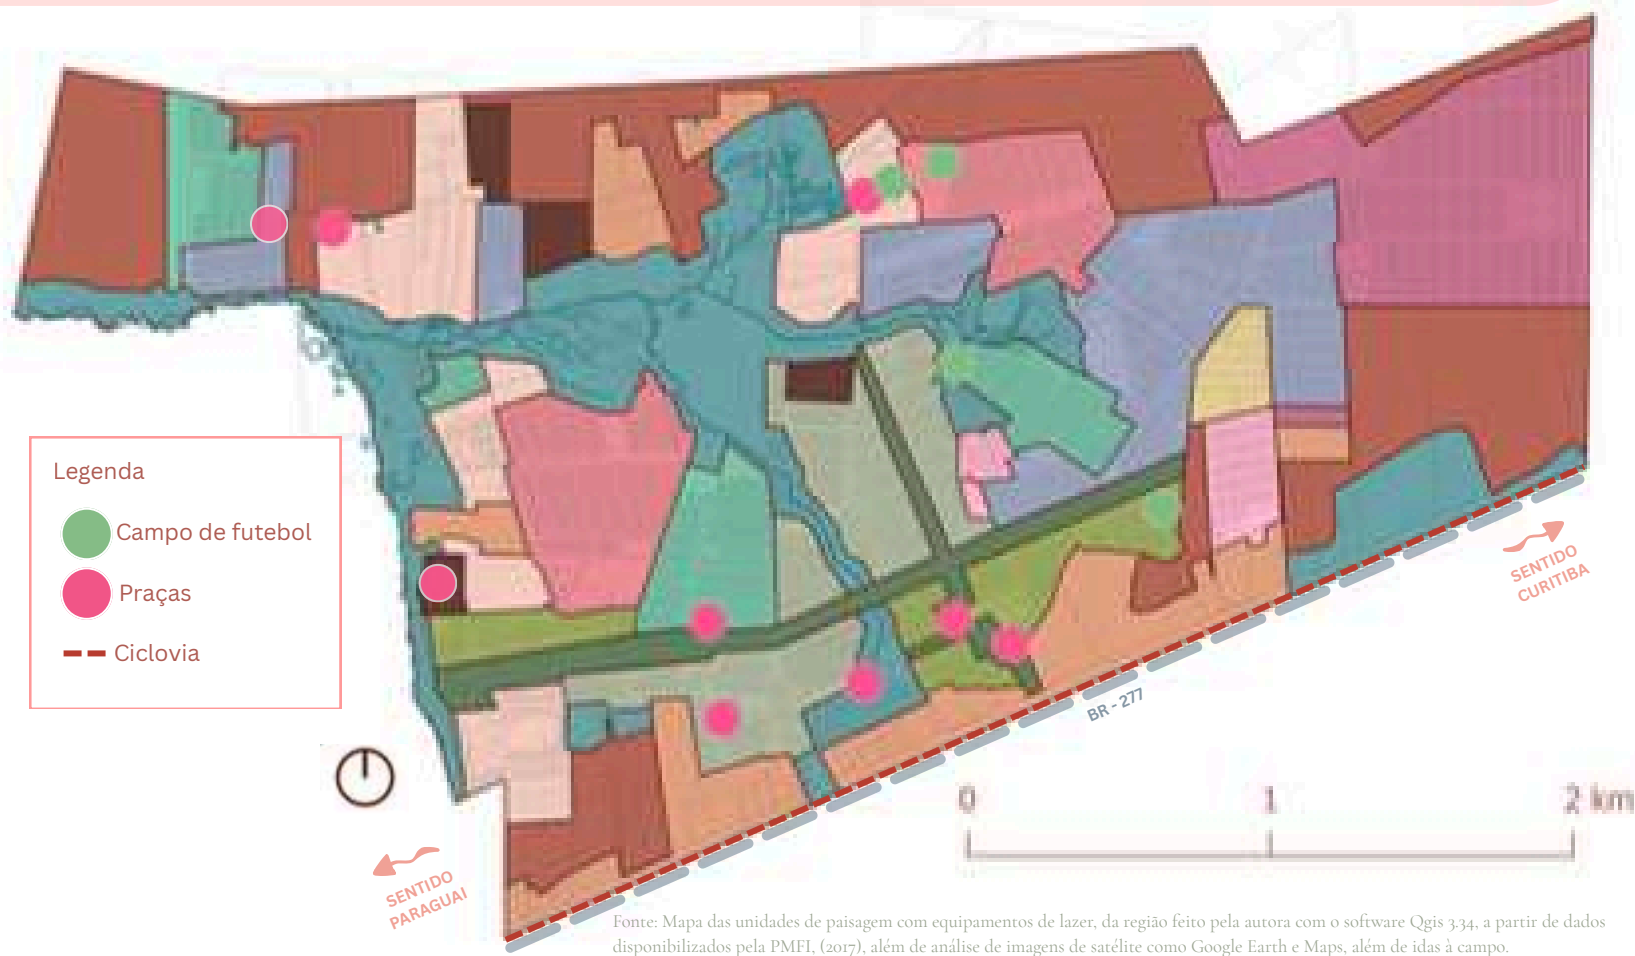 Legenda
Campo de futebol
Praças
Ciclovia
SENTIDO
CURITIBA
BR - 277
0 1 2 km
SENTIDO
PARAGUAI
Fonte: Mapa das unidades de paisagem com equipamentos de lazer, da região feito pela autora com o software Qgis 3.34, a partir de dados
disponibilizados pela PMFI, (2017), além de análise de imagens de satélite como Google Earth e Maps, além de idas à campo.